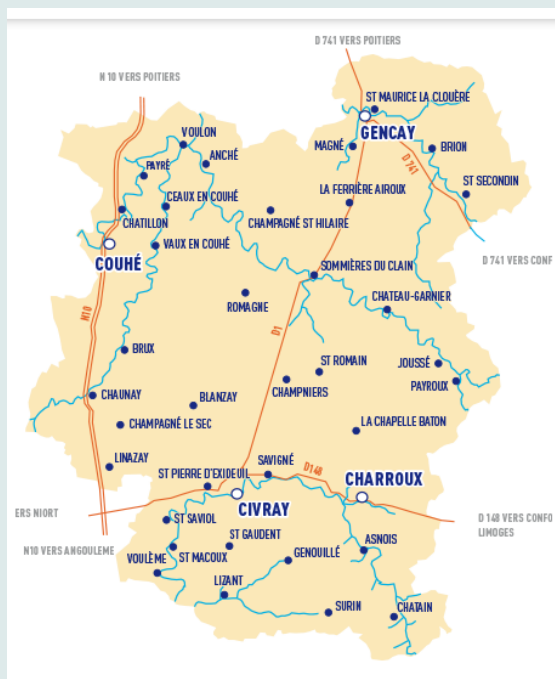 D 741 VERS POITIERS
N 10 VERS POITIERS
ST MAURICE LA CLOUÈRE
GENCAY
VOULON
MAGNÉ
BRION
ANCHÉ
D 741
PAYRÉ
ST SECONDIN
CEAUX EN COUHÉ
LA FERRIÈRE AIROUX
CHATILLON
CHAMPAGNÉ ST HILAIRE
VAUX EN COUHÉ
COUHÉ
D 741 VERS CONF
SOMMIÈRES DU CLAIN
CHATEAU-GARNIER
ROMAGNE
N10
D1
BRUX
ST ROMAIN
JOUSSÉ
PAYROUX
CHAMPNIERS
CHAUNAY
BLANZAY
CHAMPAGNÉ LE SEC
LA CHAPELLE BATON
LINAZAY
SAVIGNÉ
ST PIERRE D'EXIDEUIL
D148
CHARROUX
CIVRAY
ERS NIORT
ST SAVIOL
D 148 VERS CONFO
LIMOGES
ST GAUDENT
ASNOIS
N10 VERS ANGOULEME
VOULÈME
ST MACOUX
GENOUILLÉ
LIZANT
SURIN
CHATAIN